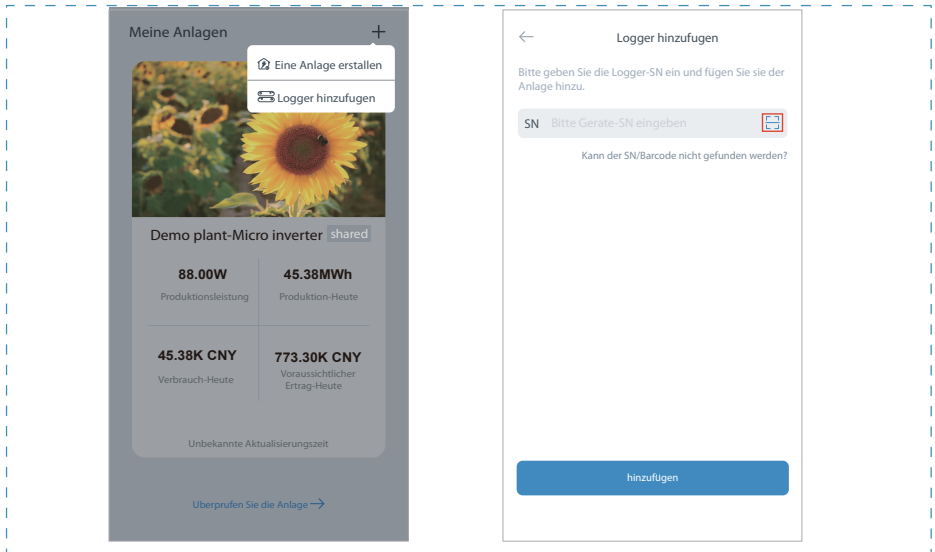 Meine Anlagen
Eine Anlage erstallen
Logger hinzufugen
Demo plant-Micro inverter shared
88.00W
45.38MWh
Produktionsleistung
Produktion-Heute
45.38K CNY
773.30K CNY
Verbrauch-Heute
Voraussichtlicher
Ertrag-Heute
Unbekannte Aktualisierungszeit
Uberprufen Sie die Anlage
Logger hinzufugen
Bitte geben Sie die Logger-SN ein und fügen Sie sie der
Anlage hinzu.
SN Bitte Gerate-SN eingeben
Kann der SN/Barcode nicht gefunden werden?
hinzufügen